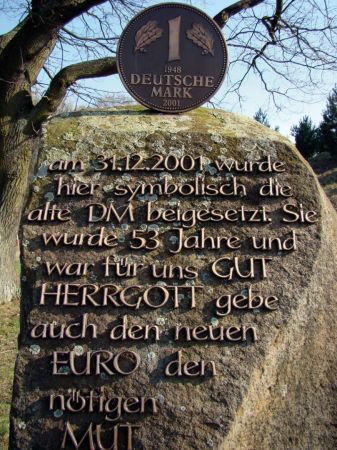 1
1948
DEUTSCHE
MARK
2001
am 31.12.2001 wurde
hier symbolisch die
alte DM beigesetzt. Sie
wurde 53 Jahre und
war für uns GUT
HERRGOTT gebe
auch den neuen
EURO den
nötigen
MUT